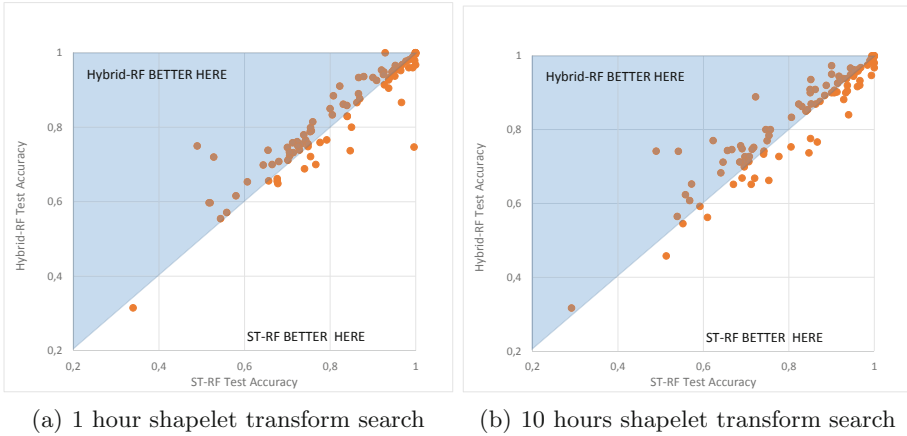 1
0,8
0,6
0,4
0,2
0,2
0,4
0,6
0,8
1
Hybrid-RF Test Accuracy
ST-RF Test Accuracy
Hybrid-RF BETTER HERE
ST-RF BETTER HERE
(a) 1 hour shapelet transform search
1
0,8
0,6
0,4
0,2
0,2
0,4
0,6
0,8
1
Hybrid-RF Test Accuracy
ST-RF Test Accuracy
Hybrid-RF BETTER HERE
ST-RF BETTER HERE
(b) 10 hours shapelet transform search